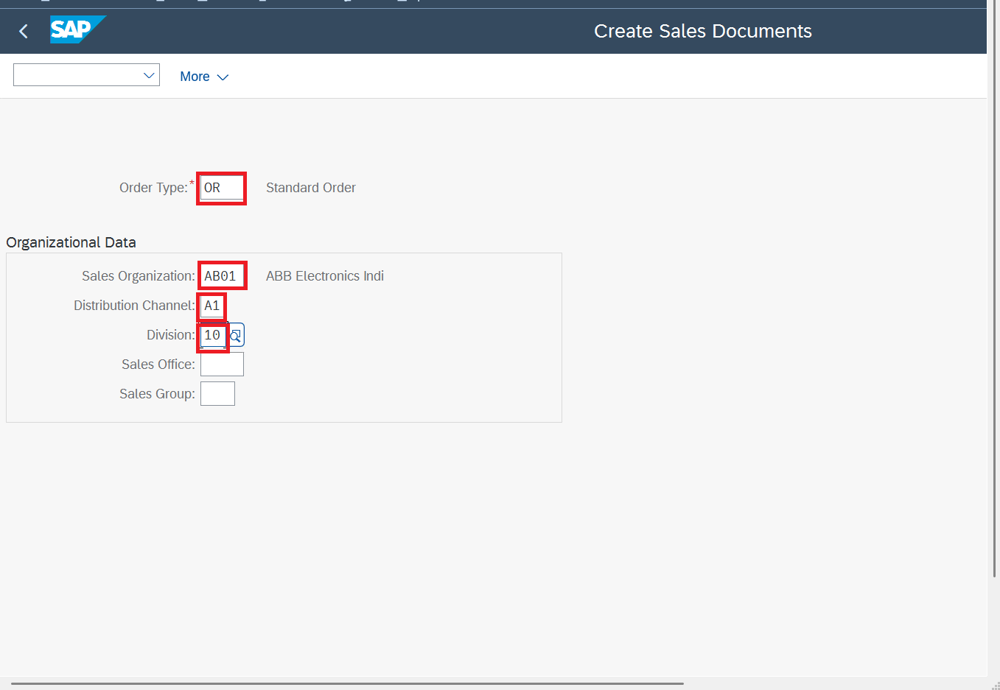 SAP
Create Sales Documents
More
Order Type:* OR Standard Order
Organizational Data
Sales Organization: AB01 ABB Electronics Indi
Distribution Channel: A1
Division: 10
Sales Office:
Sales Group: